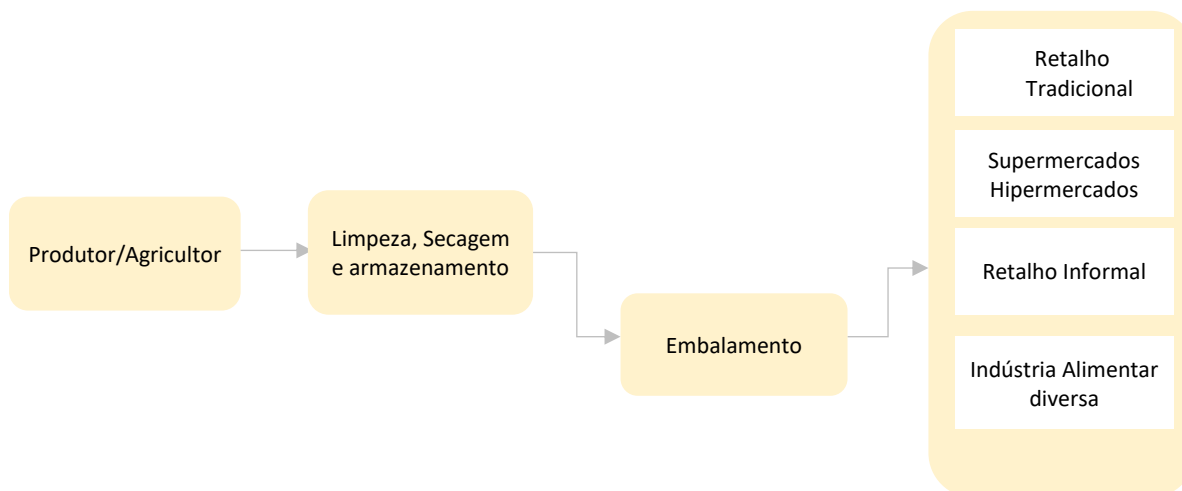 Produtor/Agricultor
Limpeza, Secagem
e armazenamento
Embalamento
Retalho
Tradicional
Supermercados
Hipermercados
Retalho Informal
Indústria Alimentar
diversa